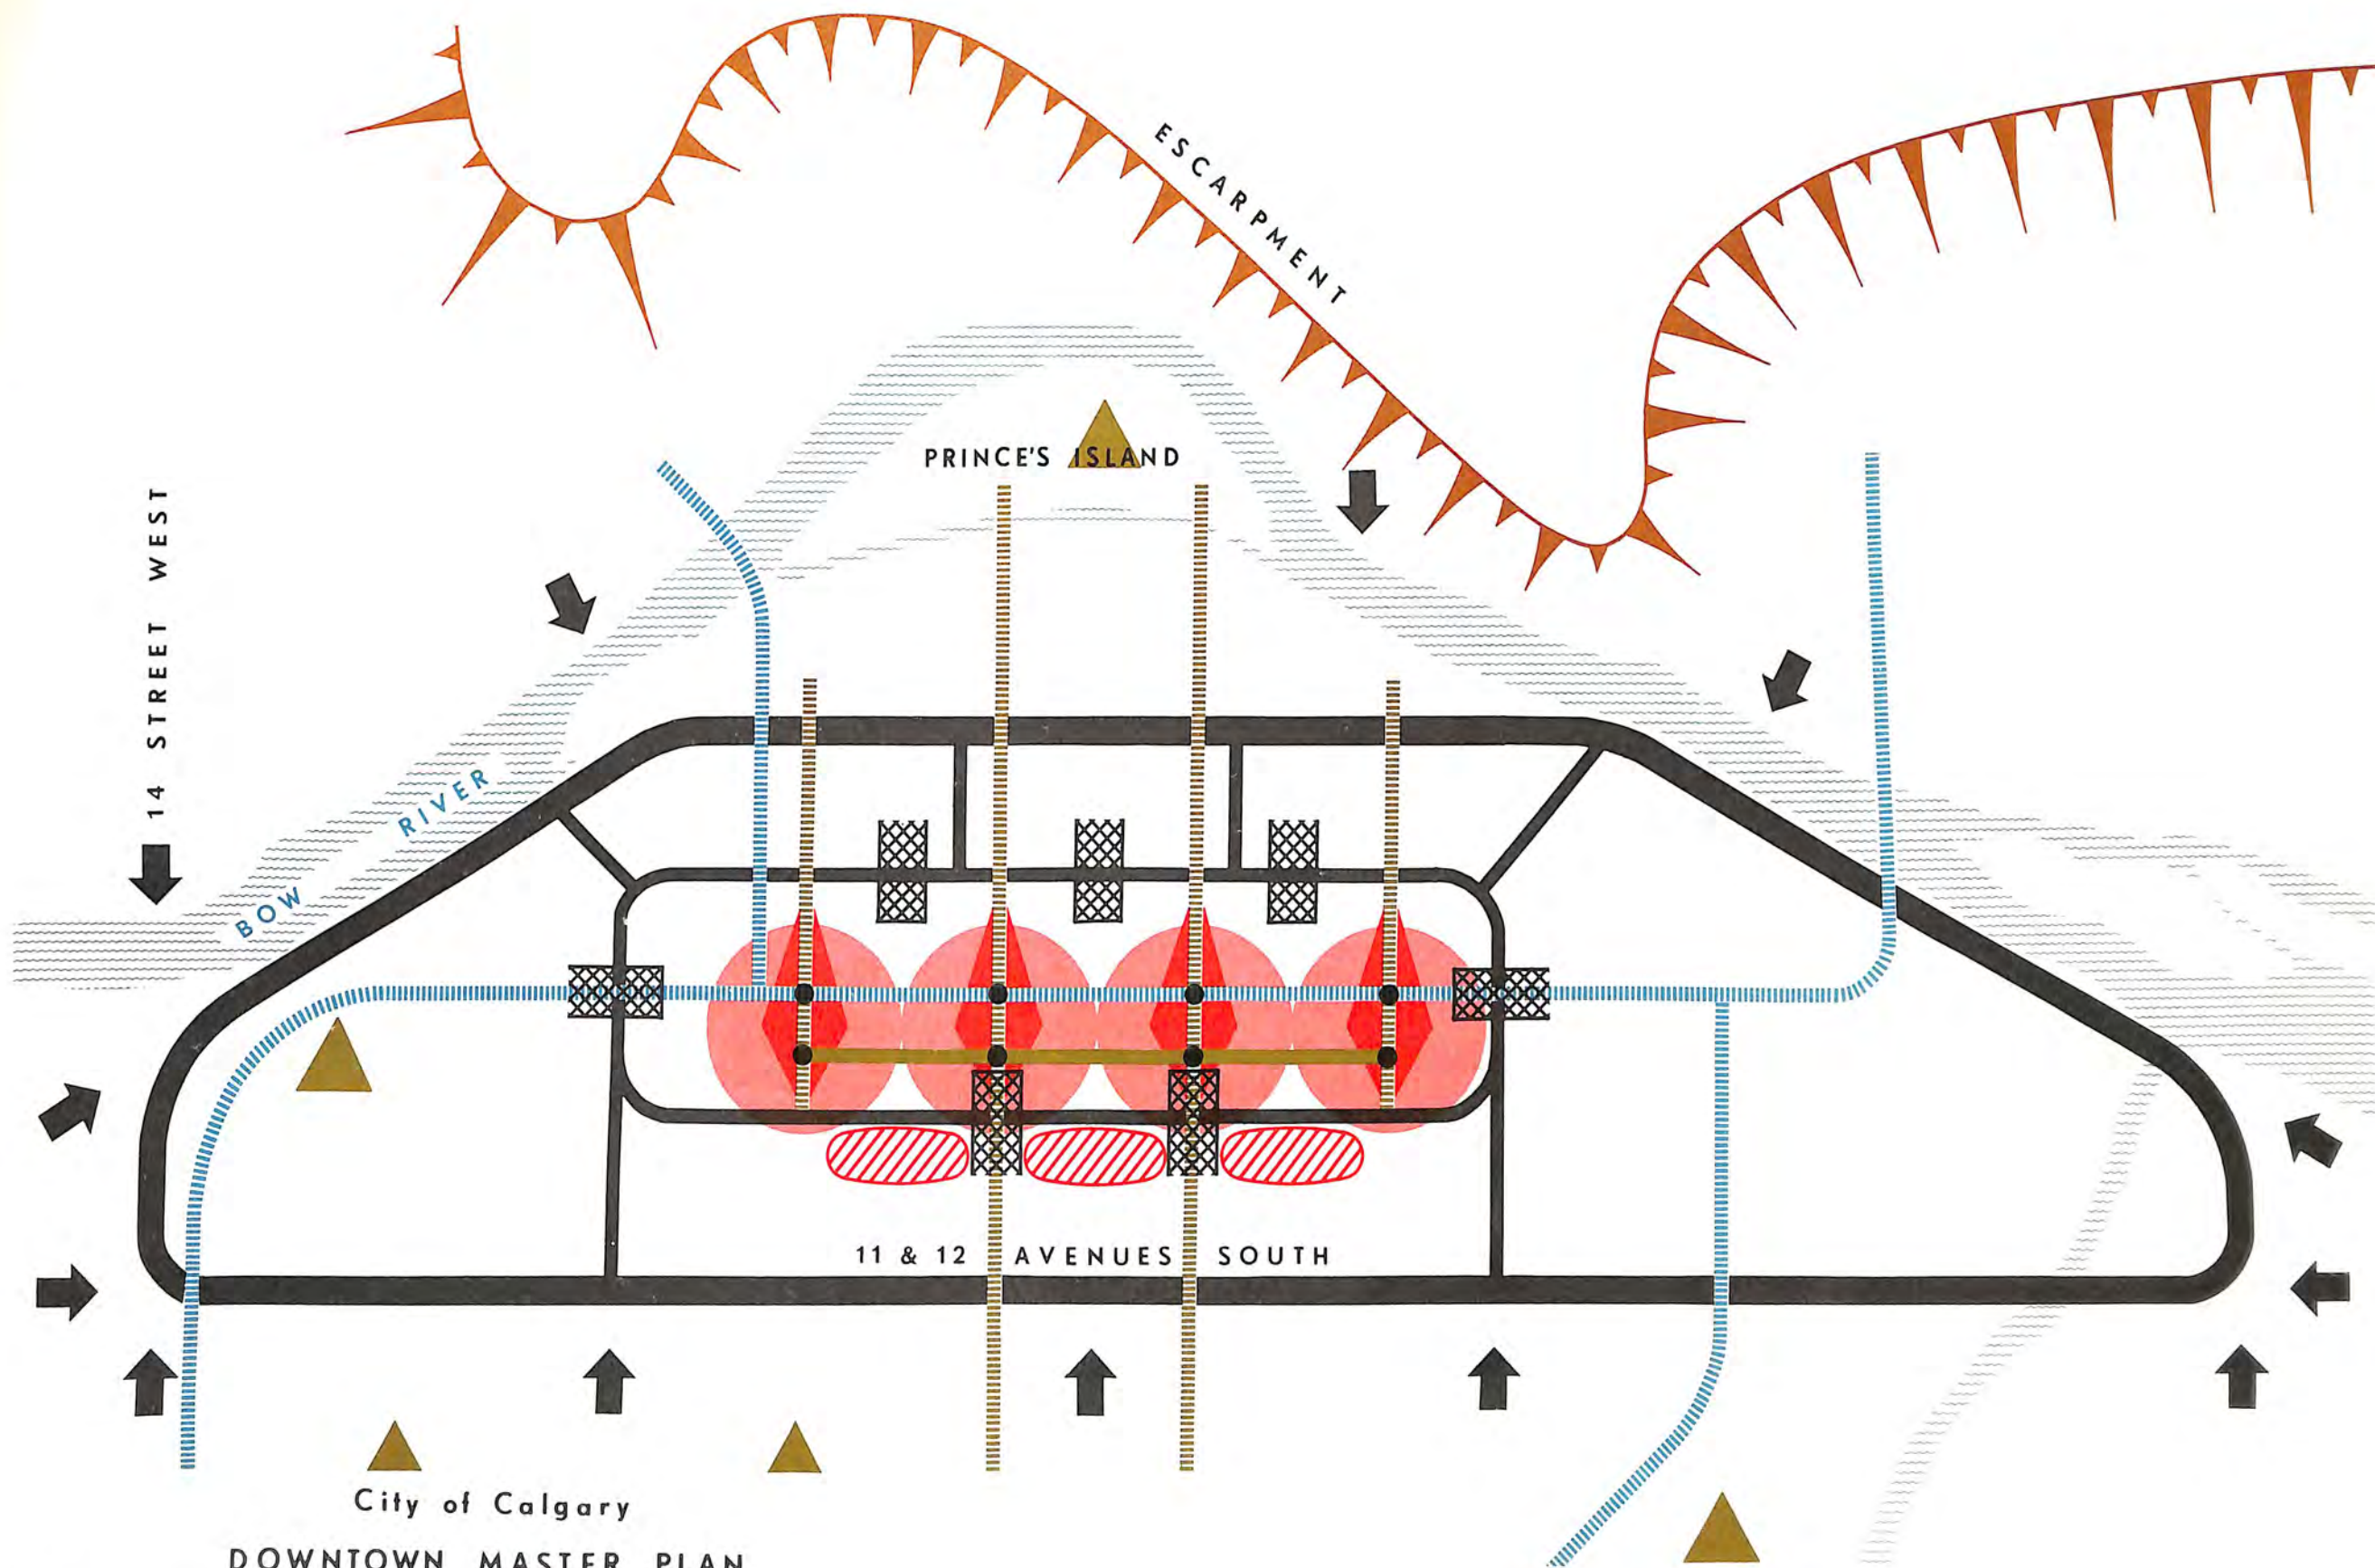 ESCARPMENT
PRINCE'S ISLAND
14 STREET WEST
BOW RIVER
11 & 12 AVENUES SOUTH
City of Calgary
DOWNTOWN MASTER PLAN